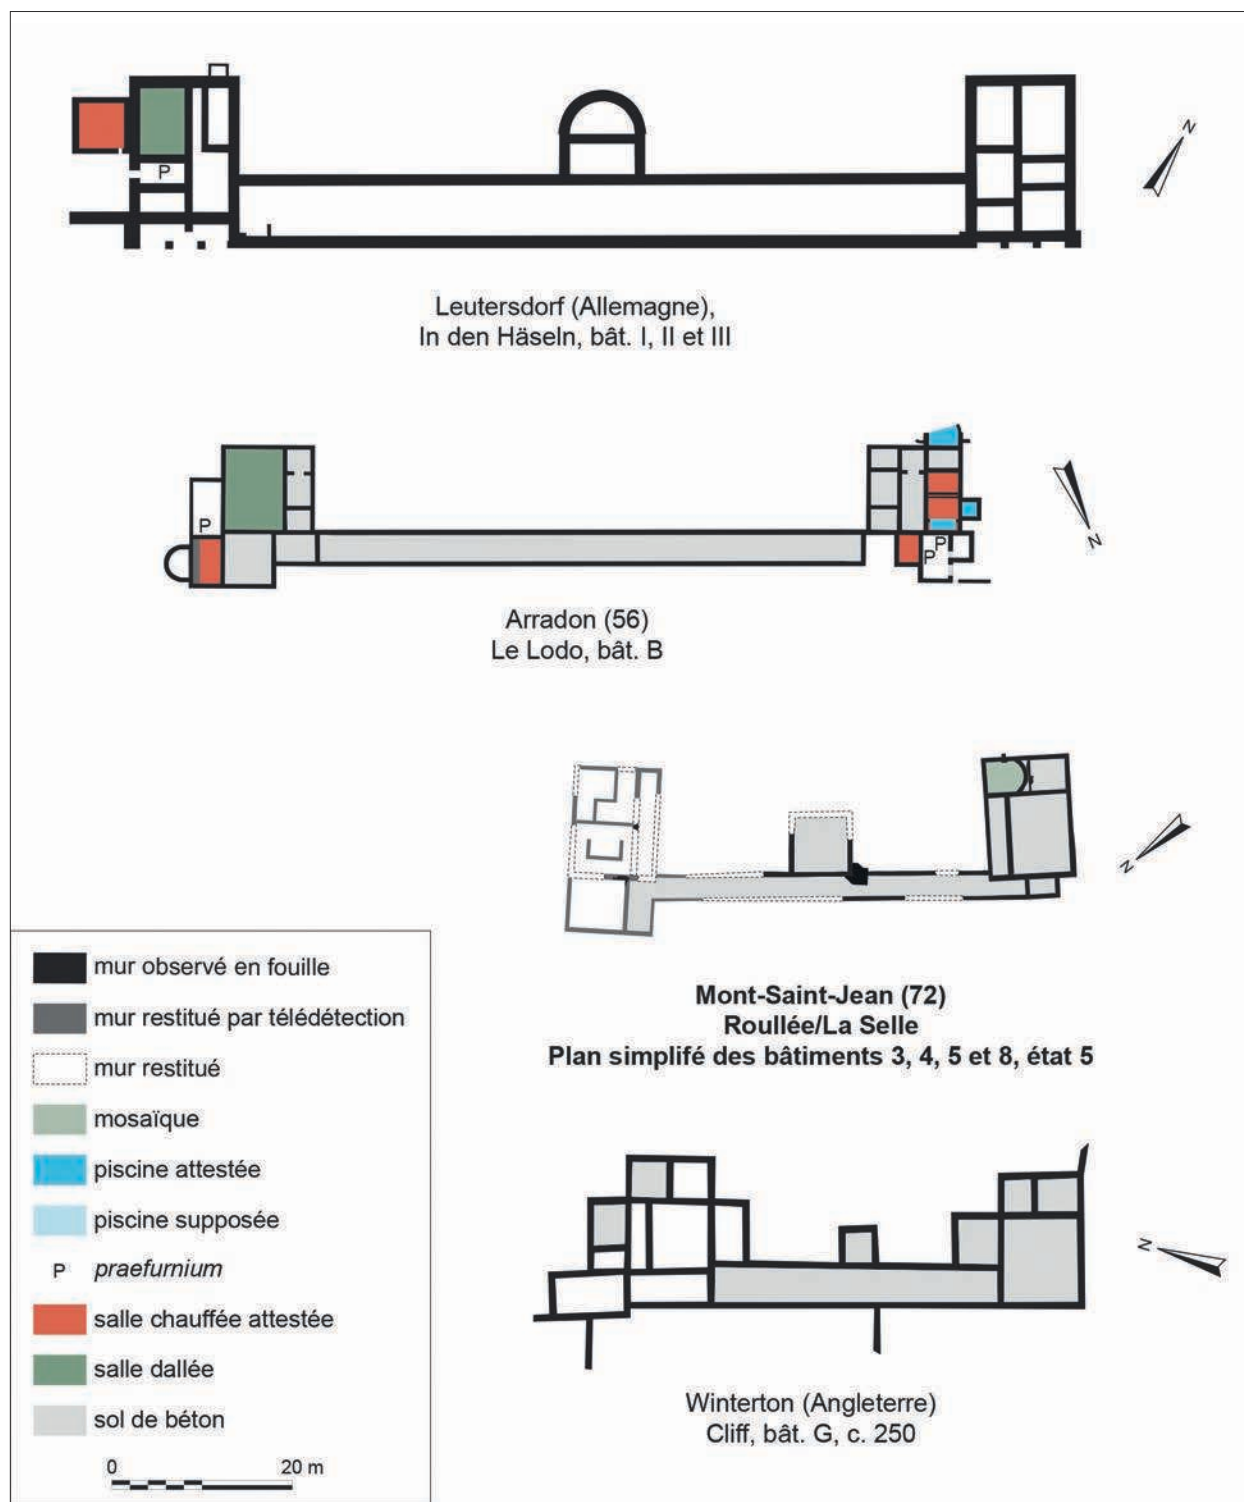 P
N
Leutersdorf (Allemagne),
In den Häseln, bât. I, II et III
P
P
P
N
Arradon (56)
Le Lodo, bât. B
N
Mont-Saint-Jean (72)
Roullée/La Selle
Plan simplifé des bâtiments 3, 4, 5 et 8, état 5
N
Winterton (Angleterre)
Cliff, bât. G, c. 250
mur observé en fouille
mur restitué par télédétection
mur restitué
mosaïque
piscine attestée
piscine supposée
P praefurnium
salle chauffée attestée
salle dallée
sol de béton
0 20 m